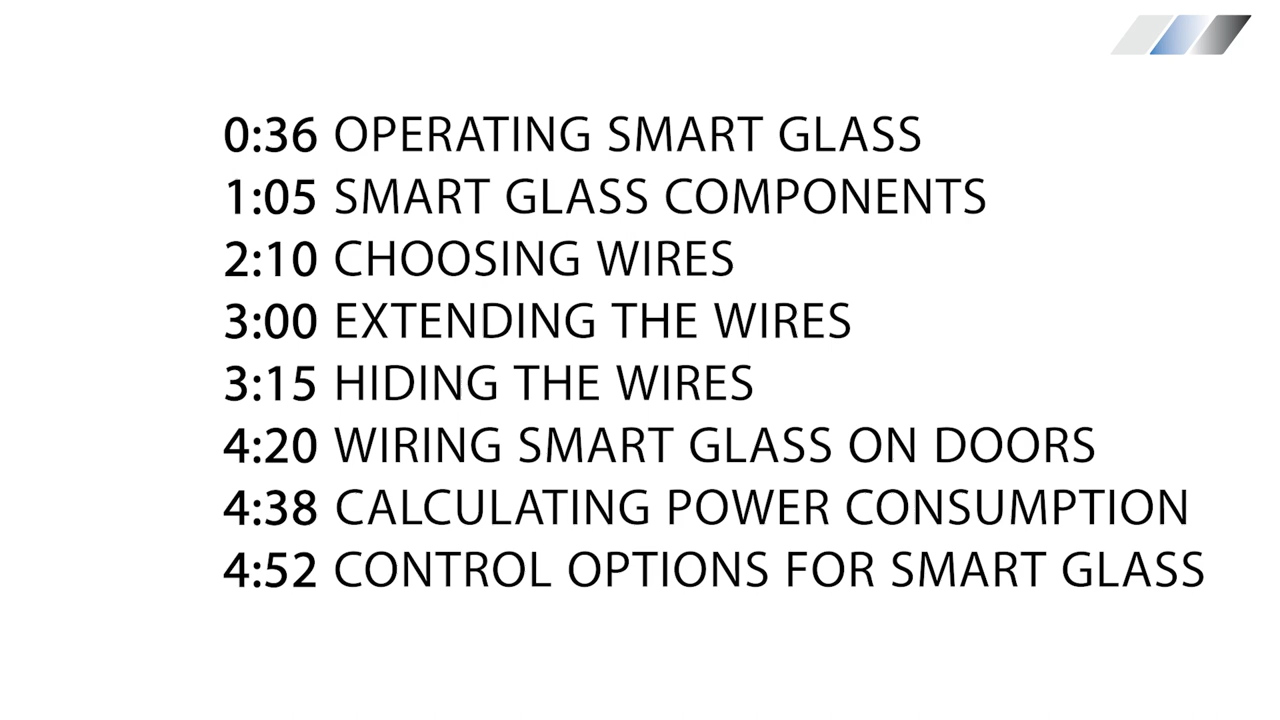 0:36 OPERATING SMART GLASS
1:05 SMART GLASS COMPONENTS
2:10 CHOOSING WIRES
3:00 EXTENDING THE WIRES
3:15 HIDING THE WIRES
4:20 WIRING SMART GLASS ON DOORS
4:38 CALCULATING POWER CONSUMPTION
4:52 CONTROL OPTIONS FOR SMART GLASS